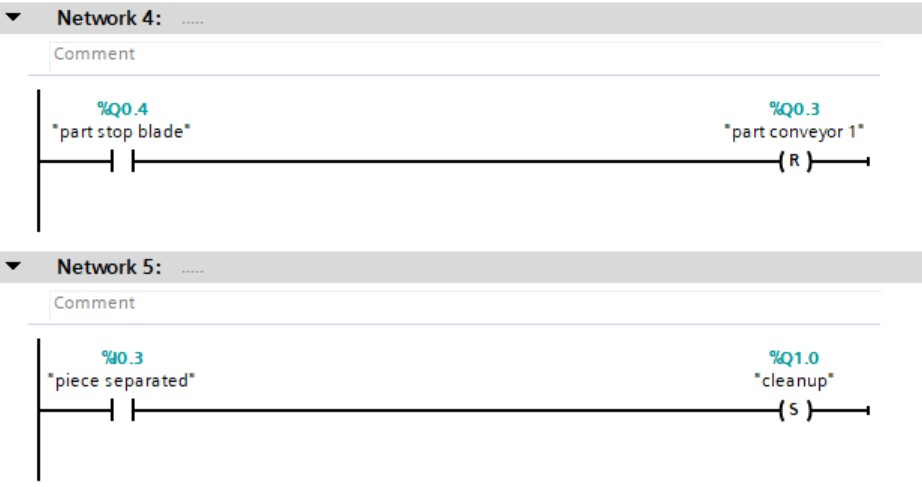 Network 4: .....
Comment
%Q0.4 %Q0.3
"part stop blade" "part conveyor 1"
R
Network 5: .....
Comment
%I0.3 %Q1.0
"piece separated" "cleanup"
S